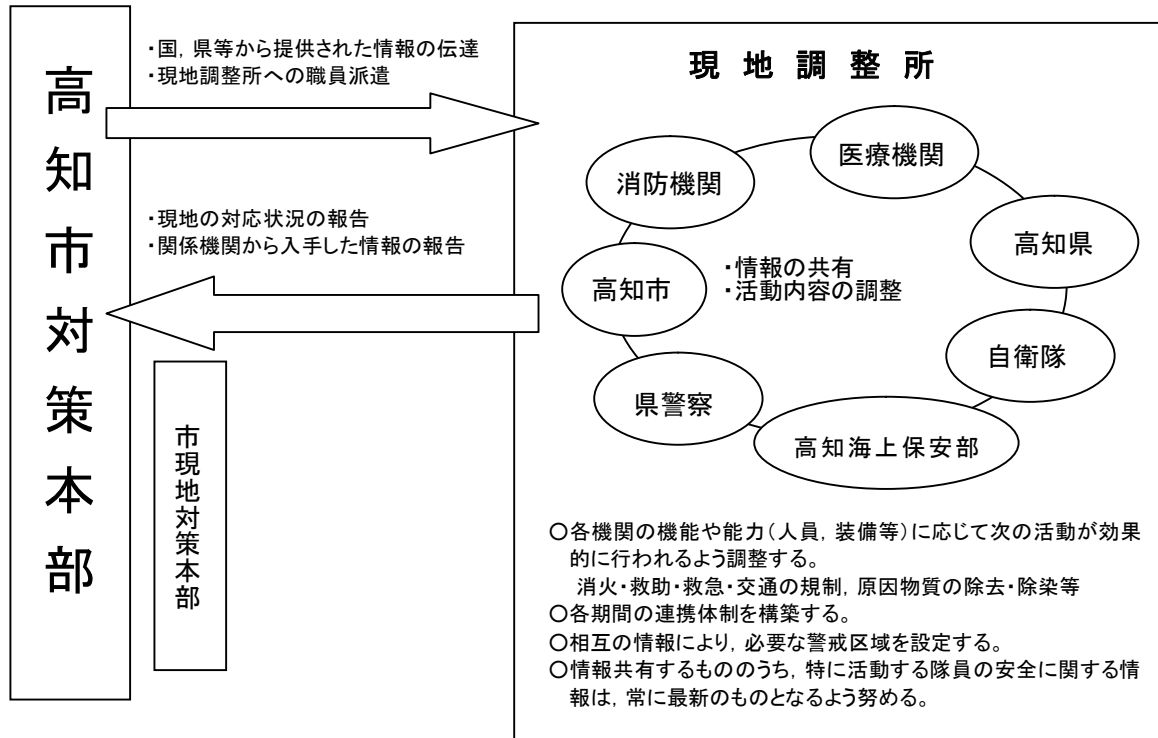 高知市対策本部
・国，県等から提供された情報の伝達
・現地調整所への職員派遣
・現地の対応状況の報告
・関係機関から入手した情報の報告
市現地対策本部
現地調整所
医療機関
消防機関
高知県
高知市
・情報の共有
・活動内容の調整
自衛隊
県警察
高知海上保安部
○各機関の機能や能力（人員，装備等）に応じて次の活動が効果
的に行われるよう調整する。
消火・救助・救急・交通の規制，原因物質の除去・除染等
○各期間の連携体制を構築する。
○相互の情報により，必要な警戒区域を設定する。
○情報共有するもののうち，特に活動する隊員の安全に関する情
報は，常に最新のものとなるよう努める。